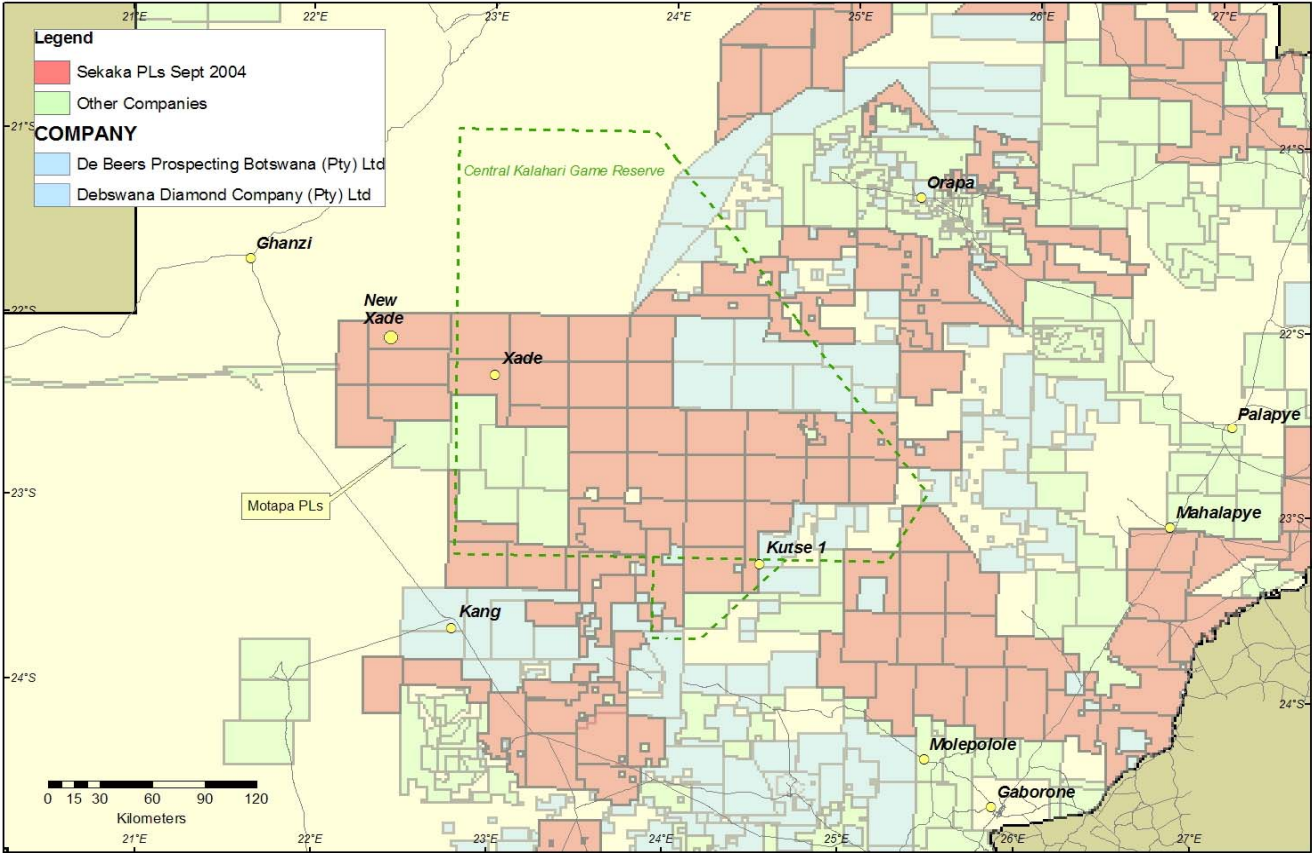 21°E 22°E 23°E 24°E 25°E 26°E 27°E
Legend
Sekaka PLs Sept 2004
Other Companies
COMPANY
De Beers Prospecting Botswana (Pty) Ltd
Debswana Diamond Company (Pty) Ltd
21°S
21°S
Central Kalahari Game Reserve
Orapa
Ghanzi
New
Xade
22°S
22°S
Xade
Palapye
23°S
Motapa PLs
Mahalapye
23°S
Kutse 1
Kang
24°S
24°S
Molepolole
Gaborone
0 15 30 60 90 120
Kilometers
21°E 22°E 23°E 24°E 25°E 26°E 27°E